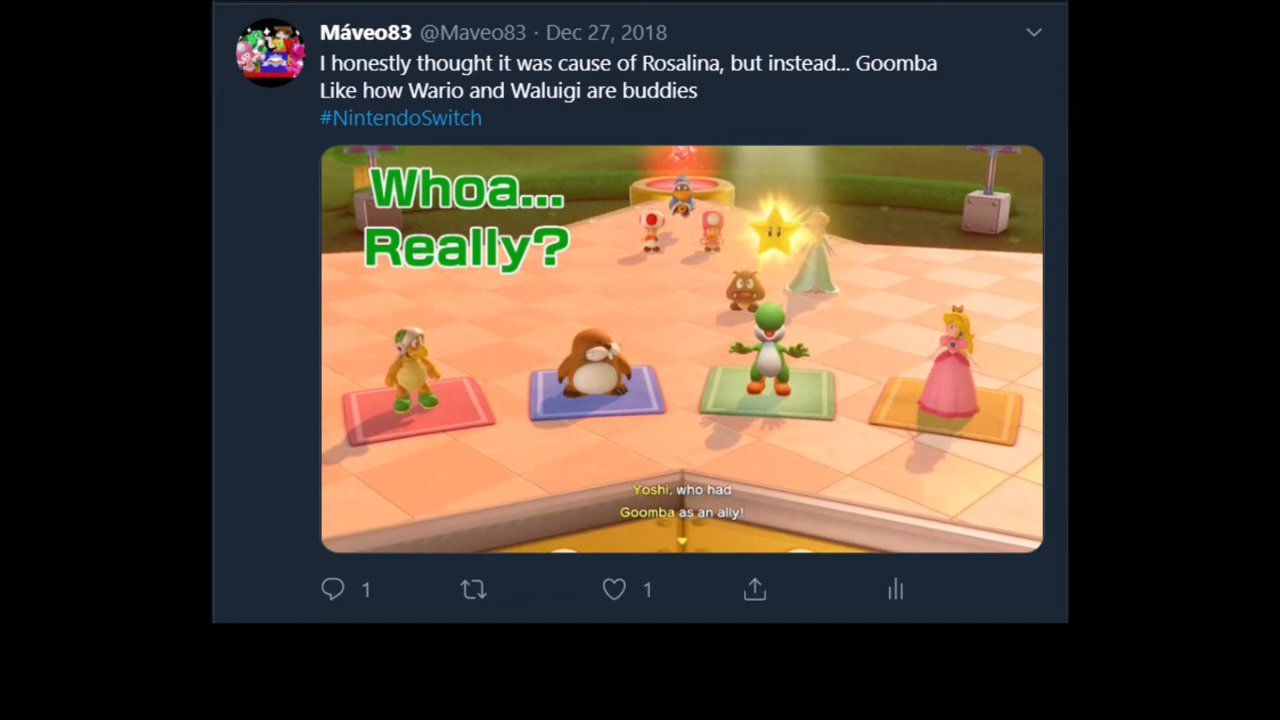 Máveo83 @Maveo83 · Dec 27, 2018
I honestly thought it was cause of Rosalina, but instead... Goomba
Like how Wario and Waluigi are buddies
#NintendoSwitch
Whoa...
Really?
Yoshi, who had
Goomba as an ally!
1 1